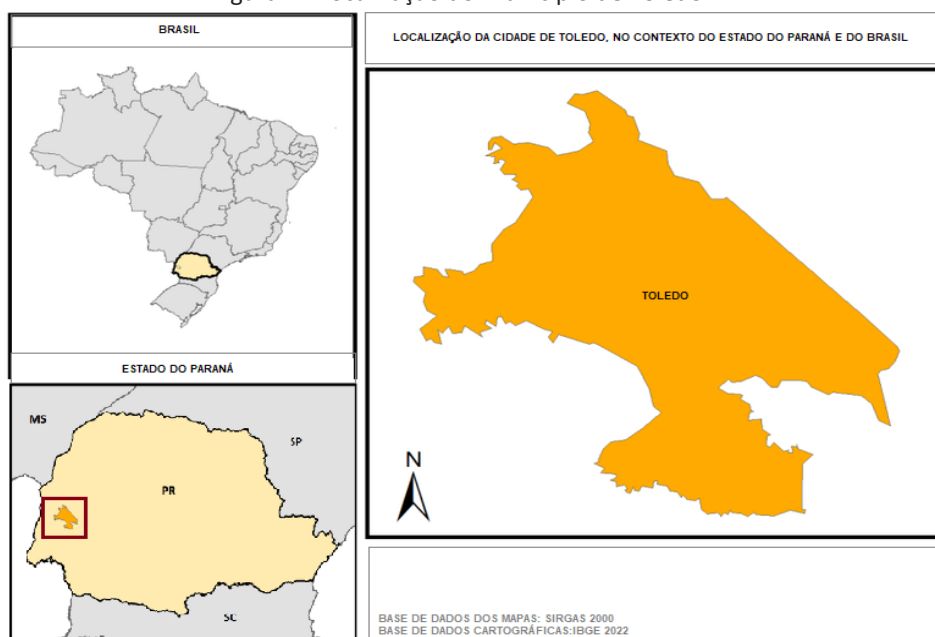 BRASIL
LOCALIZAÇÃO DA CIDADE DE TOLEDO, NO CONTEXTO DO ESTADO DO PARANÁ E DO BRASIL
TOLEDO
N
ESTADO DO PARANÁ
MS
SP
PR
SC
BASE DE DADOS DOS MAPAS: SIRGAS 2000
BASE DE DADOS CARTOGRÁFICAS:IBGE 2022